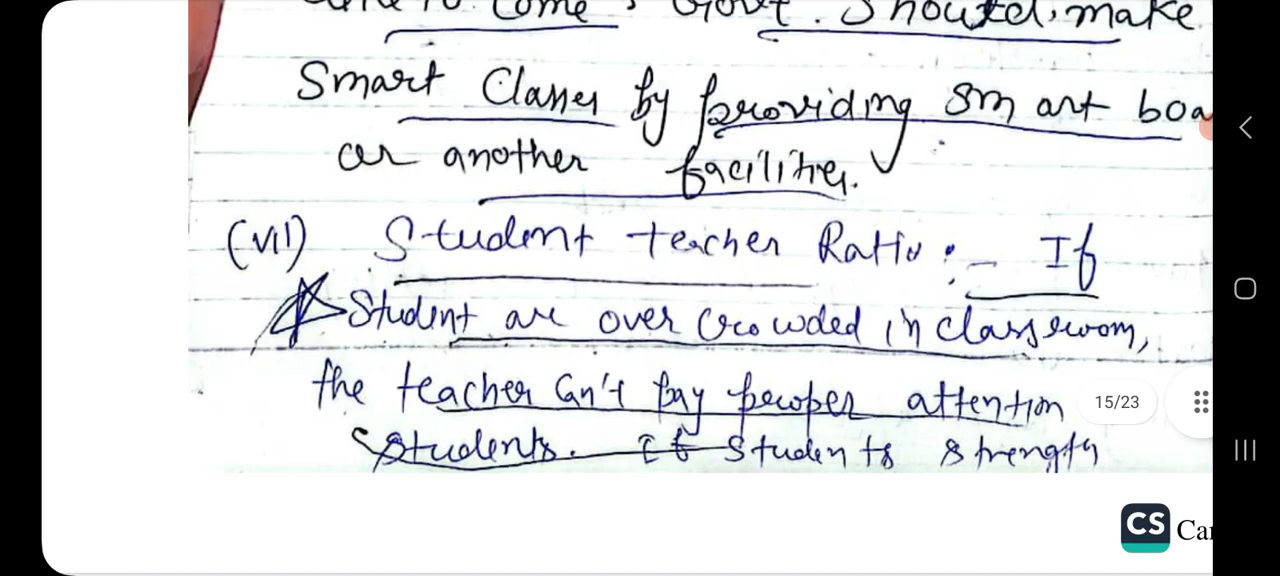 Come, Govt. Should, make
Smart Classes by providing Smart boa
or another facilities.
(VII) Student teacher Ratio :- If
Student are over crowded in classroom,
the teacher can't pay proper attention
Students. If Students strength
15/23
CS Ca